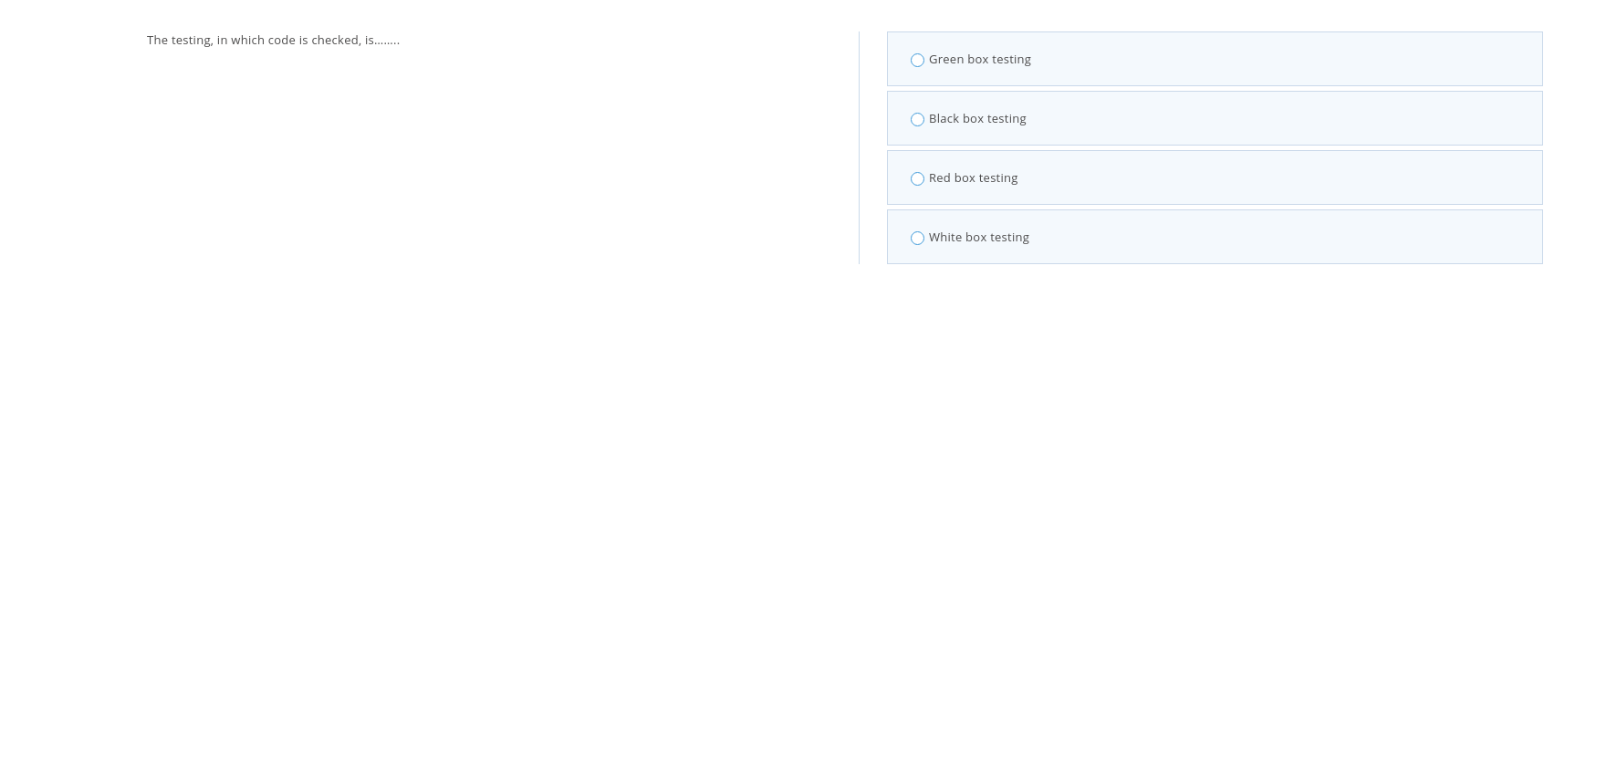 The testing, in which code is checked, is........
Green box testing
Black box testing
Red box testing
White box testing